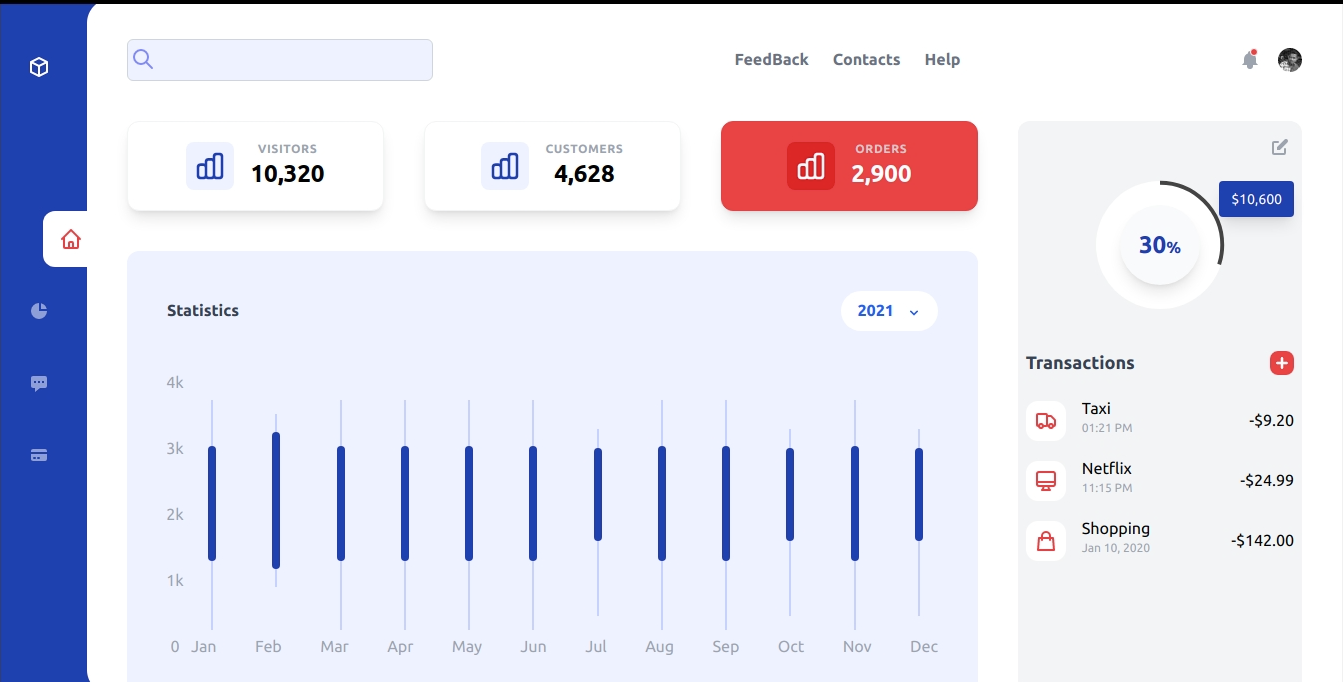 FeedBack Contacts Help
VISITORS
10,320
CUSTOMERS
4,628
ORDERS
2,900
$10,600
30%
Statistics
2021
4k
3k
2k
1k
0 Jan Feb Mar Apr May Jun Jul Aug Sep Oct Nov Dec
Transactions
Taxi
01:21 PM
-$9.20
Netflix
11:15 PM
-$24.99
Shopping
Jan 10, 2020
-$142.00